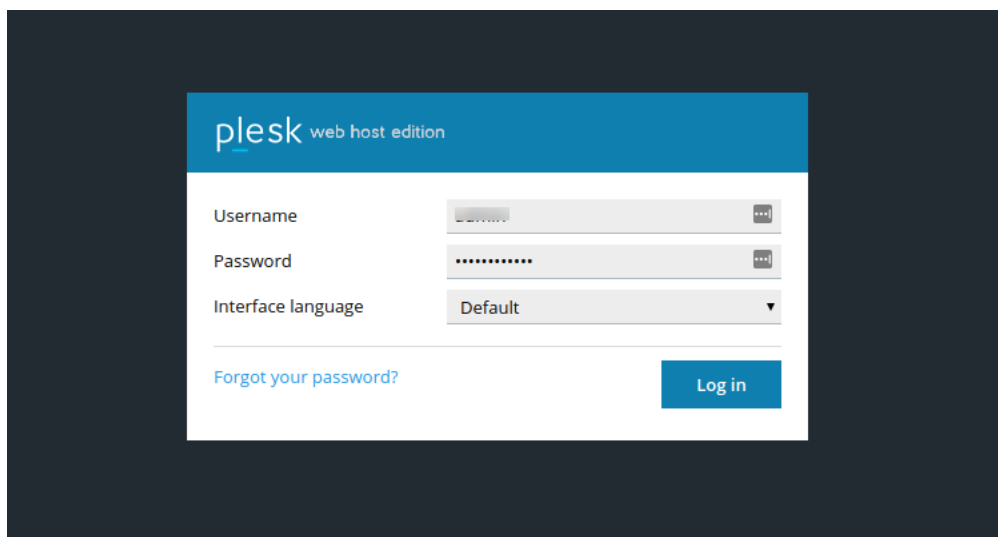 plesk web host edition
Username
Password ••••••••••••
Interface language Default
Forgot your password? Log in